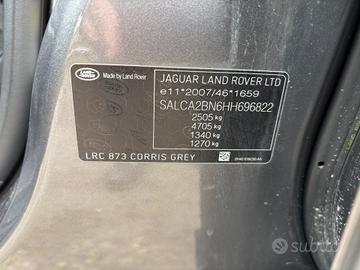 LAND ROVER
Made by Land Rover
JAGUAR LAND ROVER LTD
e11*2007/46*1659
SALCA2BN6HH696822
2505 kg
4705 kg
1340 kg
1270 kg
LRC 873 CORRIS GREY
subito